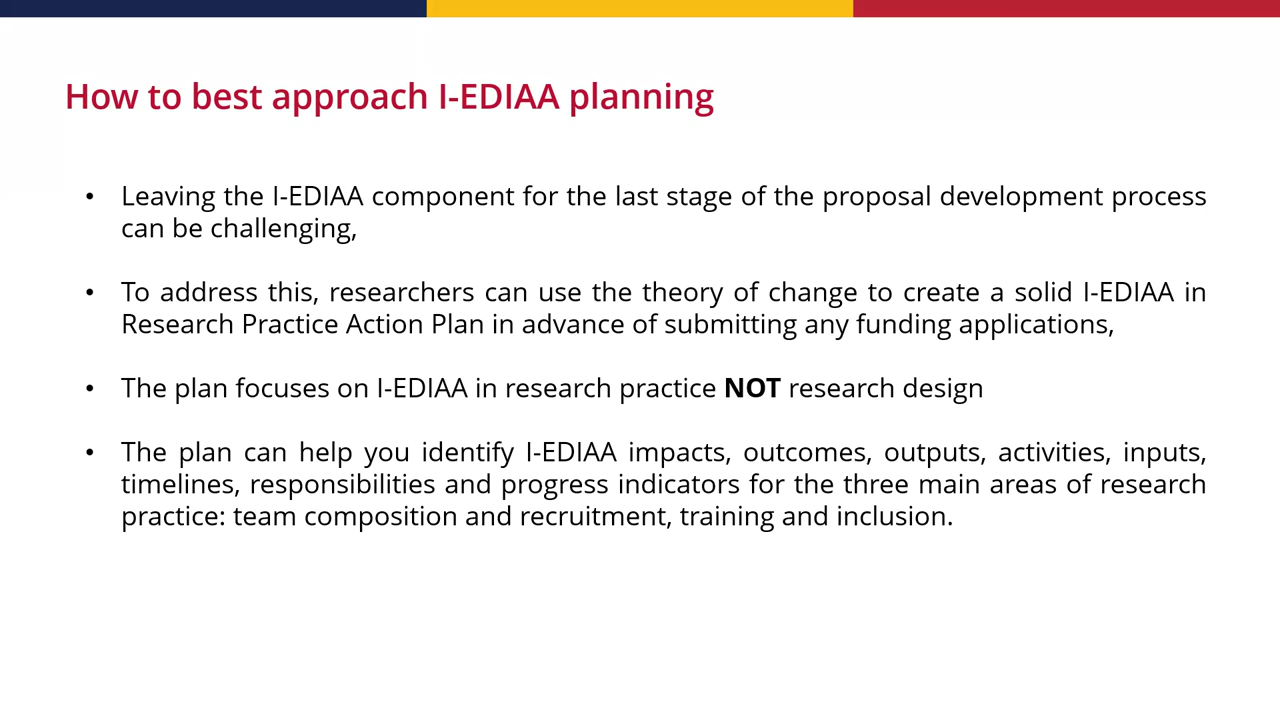 How to best approach I-EDIAA planning
• Leaving the I-EDIAA component for the last stage of the proposal development process
can be challenging,
• To address this, researchers can use the theory of change to create a solid I-EDIAA in
Research Practice Action Plan in advance of submitting any funding applications,
• The plan focuses on I-EDIAA in research practice NOT research design
• The plan can help you identify I-EDIAA impacts, outcomes, outputs, activities, inputs,
timelines, responsibilities and progress indicators for the three main areas of research
practice: team composition and recruitment, training and inclusion.